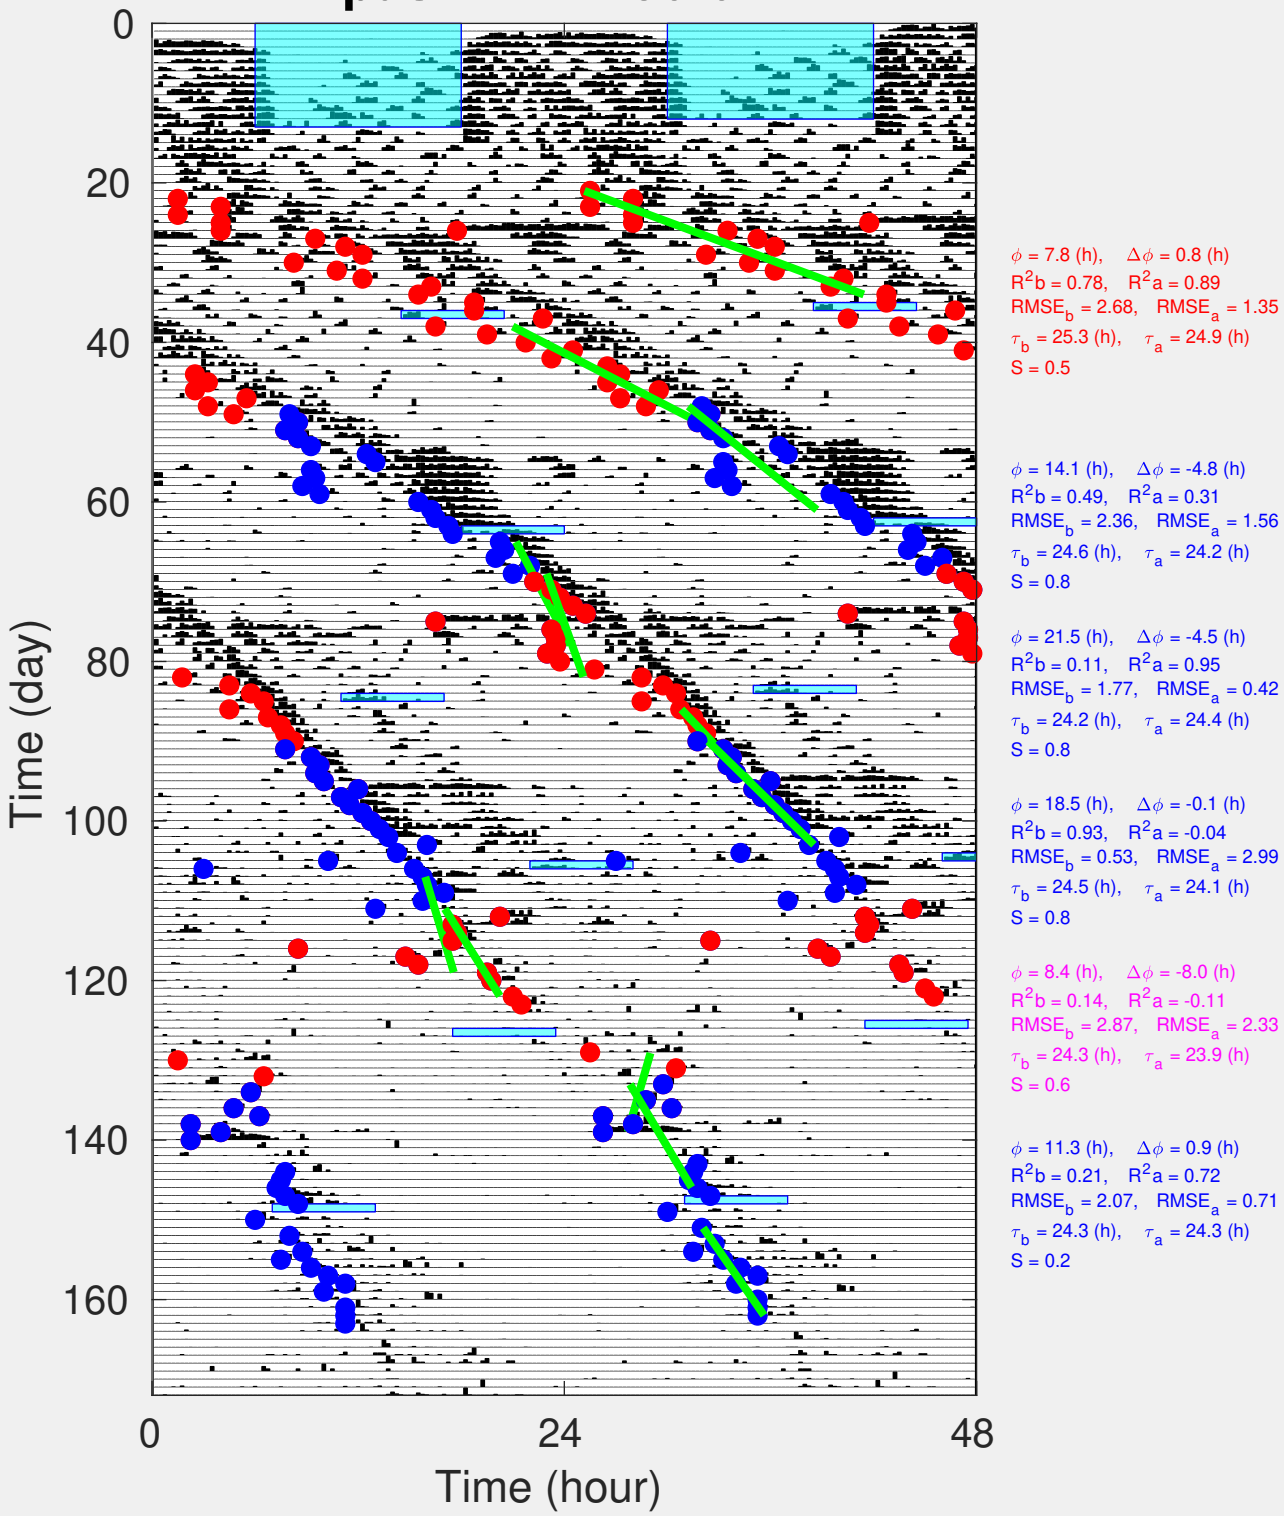 0
20
40
60
80
100
120
140
160
Time (day)
0 24 48
Time (hour)
ϕ = 7.8 (h), Δϕ = 0.8 (h)
R²b = 0.78, R²a = 0.89
RMSE_b = 2.68, RMSE_a = 1.35
τ_b = 25.3 (h), τ_a = 24.9 (h)
S = 0.5
ϕ = 14.1 (h), Δϕ = -4.8 (h)
R²b = 0.49, R²a = 0.31
RMSE_b = 2.36, RMSE_a = 1.56
τ_b = 24.6 (h), τ_a = 24.2 (h)
S = 0.8
ϕ = 21.5 (h), Δϕ = -4.5 (h)
R²b = 0.11, R²a = 0.95
RMSE_b = 1.77, RMSE_a = 0.42
τ_b = 24.2 (h), τ_a = 24.4 (h)
S = 0.8
ϕ = 18.5 (h), Δϕ = -0.1 (h)
R²b = 0.93, R²a = -0.04
RMSE_b = 0.53, RMSE_a = 2.99
τ_b = 24.5 (h), τ_a = 24.1 (h)
S = 0.8
ϕ = 8.4 (h), Δϕ = -8.0 (h)
R²b = 0.14, R²a = -0.11
RMSE_b = 2.87, RMSE_a = 2.33
τ_b = 24.3 (h), τ_a = 23.9 (h)
S = 0.6
ϕ = 11.3 (h), Δϕ = 0.9 (h)
R²b = 0.21, R²a = 0.72
RMSE_b = 2.07, RMSE_a = 0.71
τ_b = 24.3 (h), τ_a = 24.3 (h)
S = 0.2